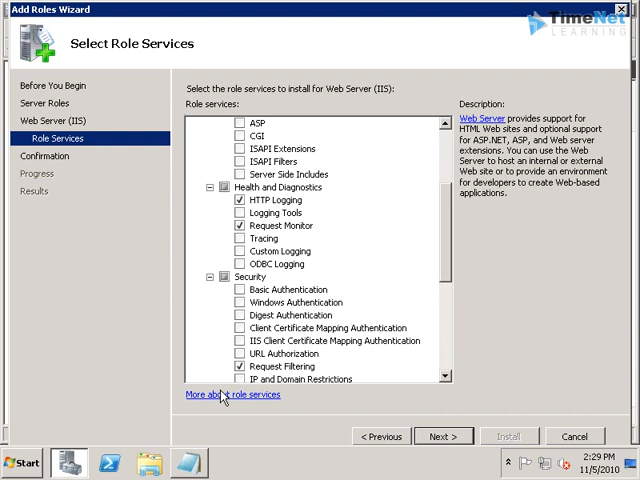 Add Roles Wizard
TimeNet
LEARNING
Select Role Services
Before You Begin
Server Roles
Web Server (IIS)
Role Services
Confirmation
Progress
Results
Select the role services to install for Web Server (IIS):
Role services:
ASP
CGI
ISAPI Extensions
ISAPI Filters
Server Side Includes
Health and Diagnostics
HTTP Logging
Logging Tools
Request Monitor
Tracing
Custom Logging
ODBC Logging
Security
Basic Authentication
Windows Authentication
Digest Authentication
Client Certificate Mapping Authentication
IIS Client Certificate Mapping Authentication
URL Authorization
Request Filtering
IP and Domain Restrictions
More about role services
Description:
Web Server provides support for
HTML Web sites and optional support
for ASP.NET, ASP, and Web server
extensions. You can use the Web
Server to host an internal or external
Web site or to provide an environment
for developers to create Web-based
applications.
< Previous
Next >
Install
Cancel
Start
2:29 PM
11/5/2010